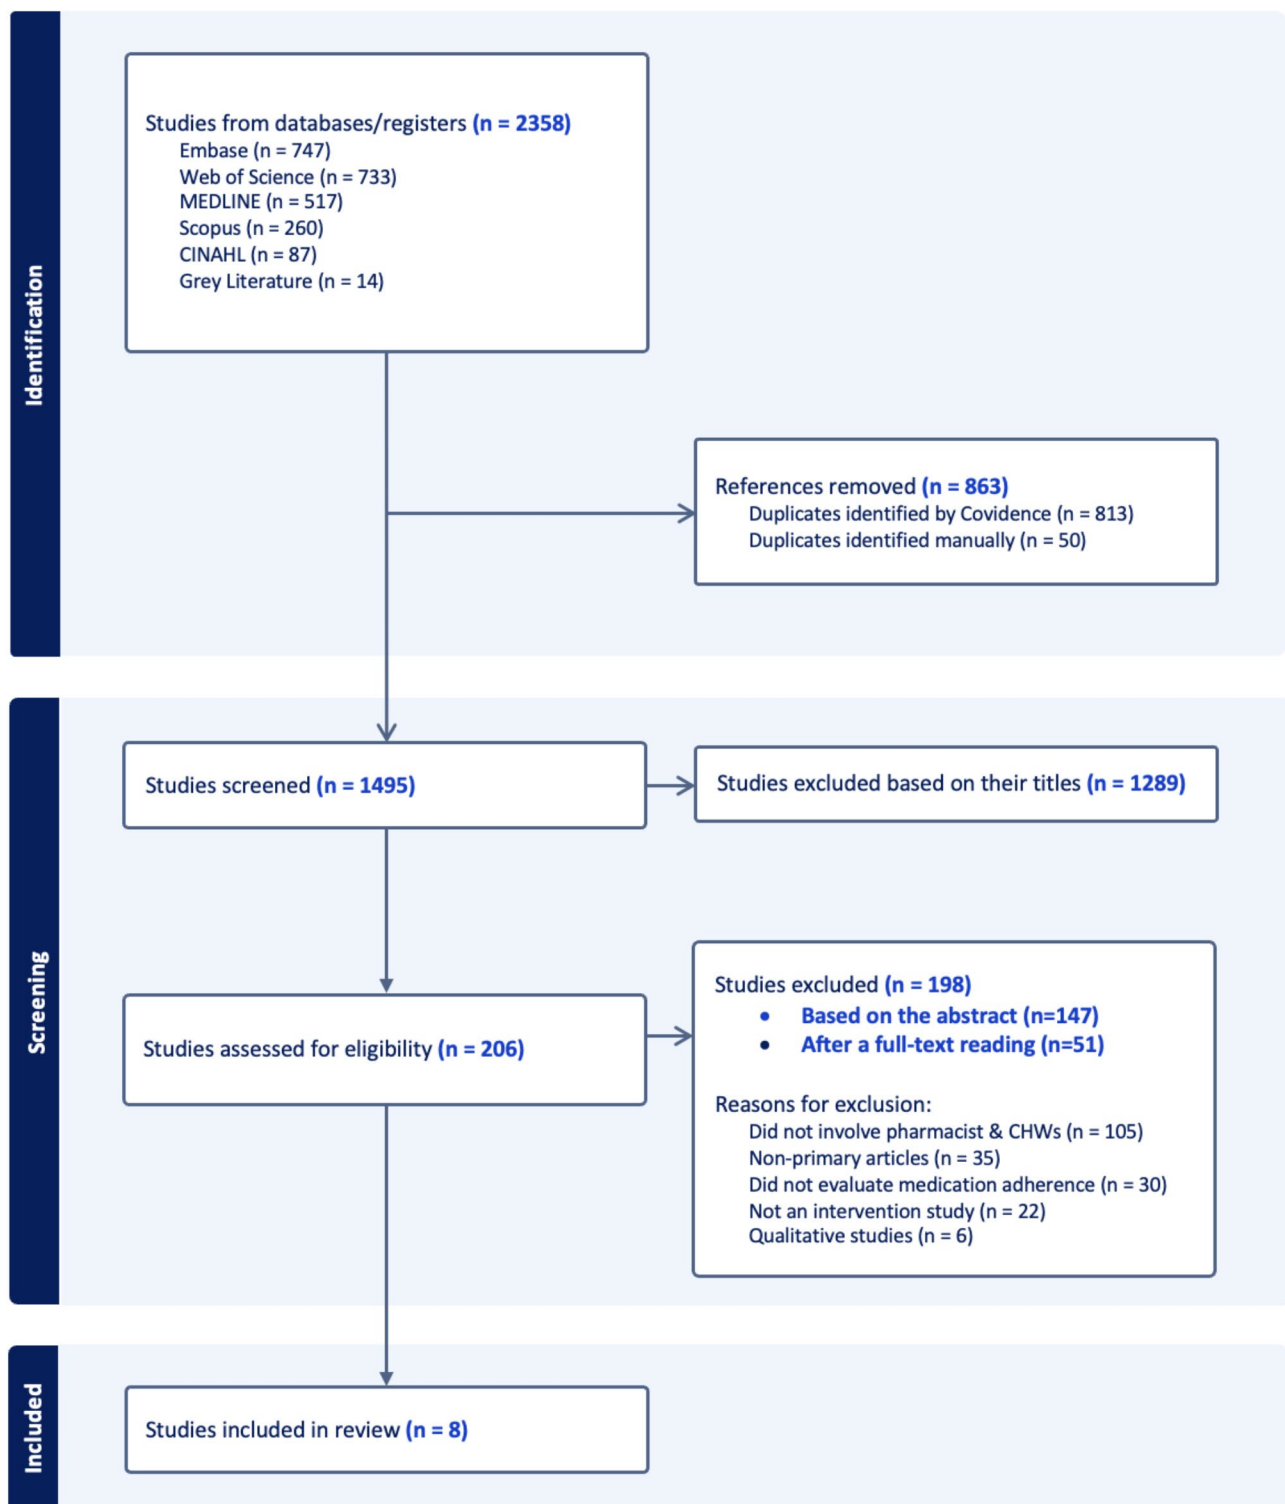 Identification
Studies from databases/registers (n = 2358)
Embase (n = 747)
Web of Science (n = 733)
MEDLINE (n = 517)
Scopus (n = 260)
CINAHL (n = 87)
Grey Literature (n = 14)
References removed (n = 863)
Duplicates identified by Covidence (n = 813)
Duplicates identified manually (n = 50)
Screening
Studies screened (n = 1495)
Studies excluded based on their titles (n = 1289)
Studies assessed for eligibility (n = 206)
Studies excluded (n = 198)
• Based on the abstract (n=147)
• After a full-text reading (n=51)
Reasons for exclusion:
Did not involve pharmacist & CHWs (n = 105)
Non-primary articles (n = 35)
Did not evaluate medication adherence (n = 30)
Not an intervention study (n = 22)
Qualitative studies (n = 6)
Included
Studies included in review (n = 8)